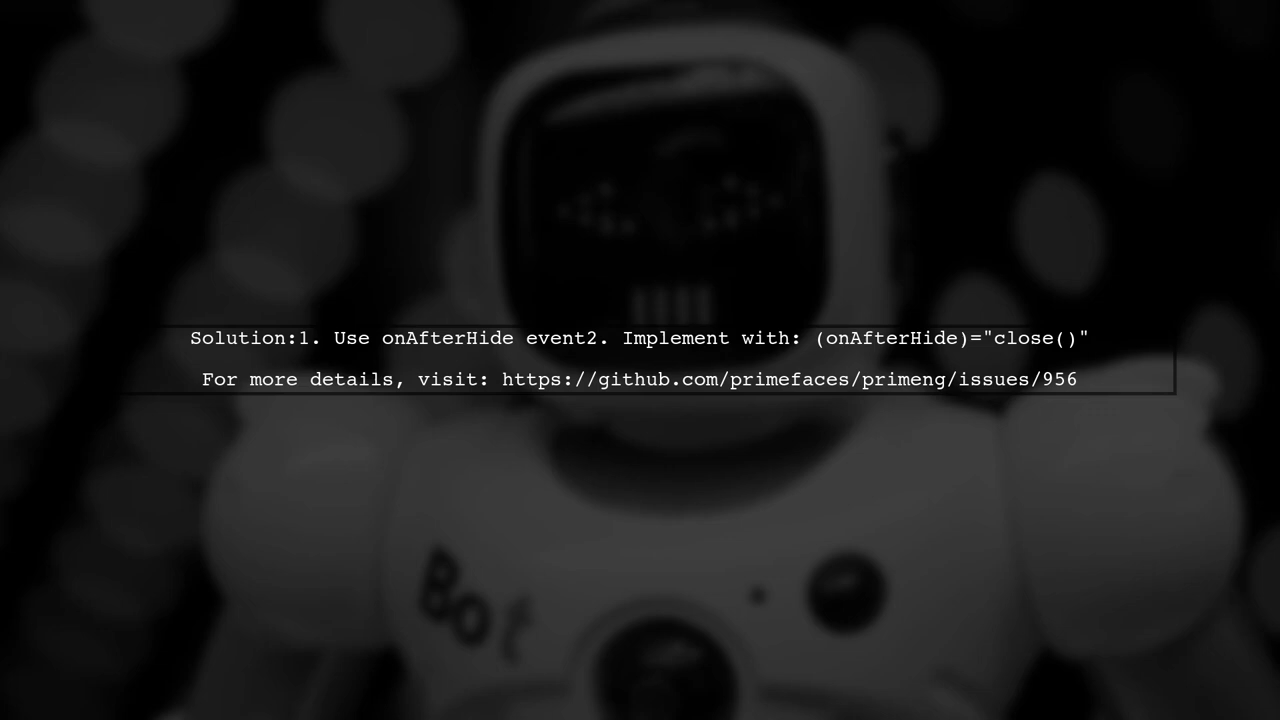 Solution:1. Use onAfterHide event2. Implement with: (onAfterHide)="close()"
For more details, visit: https://github.com/primefaces/primeng/issues/956
Bot